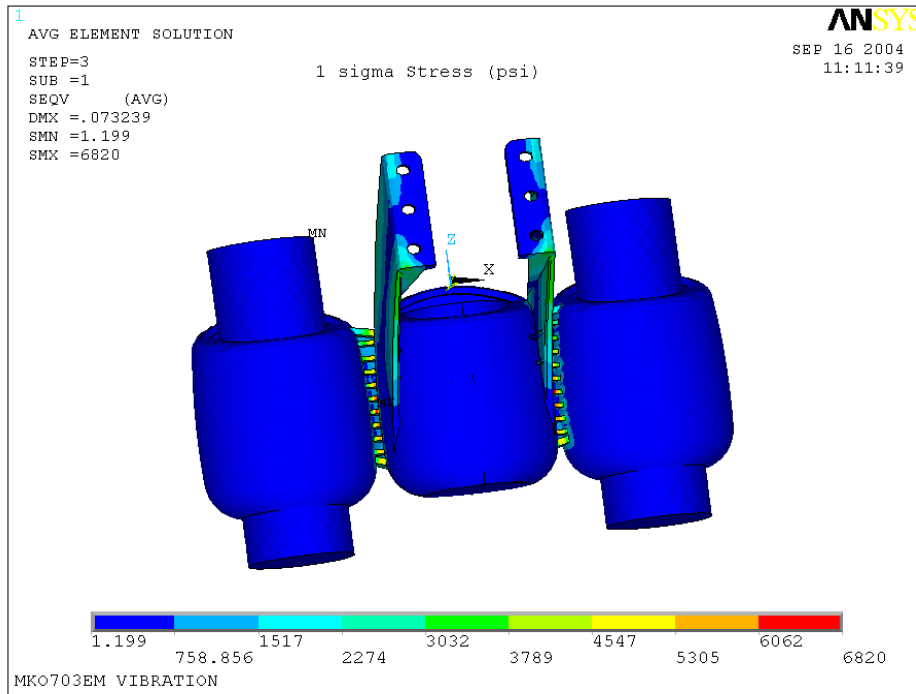 1
AVG ELEMENT SOLUTION
STEP=3
SUB =1
SEQV (AVG)
DMX =.073239
SMN =1.199
SMX =6820
1 sigma Stress (psi)
ANSYS
SEP 16 2004
11:11:39
MN
Z
X
1.199
758.856
1517
2274
3032
3789
4547
5305
6062
6820
MKO703EM VIBRATION